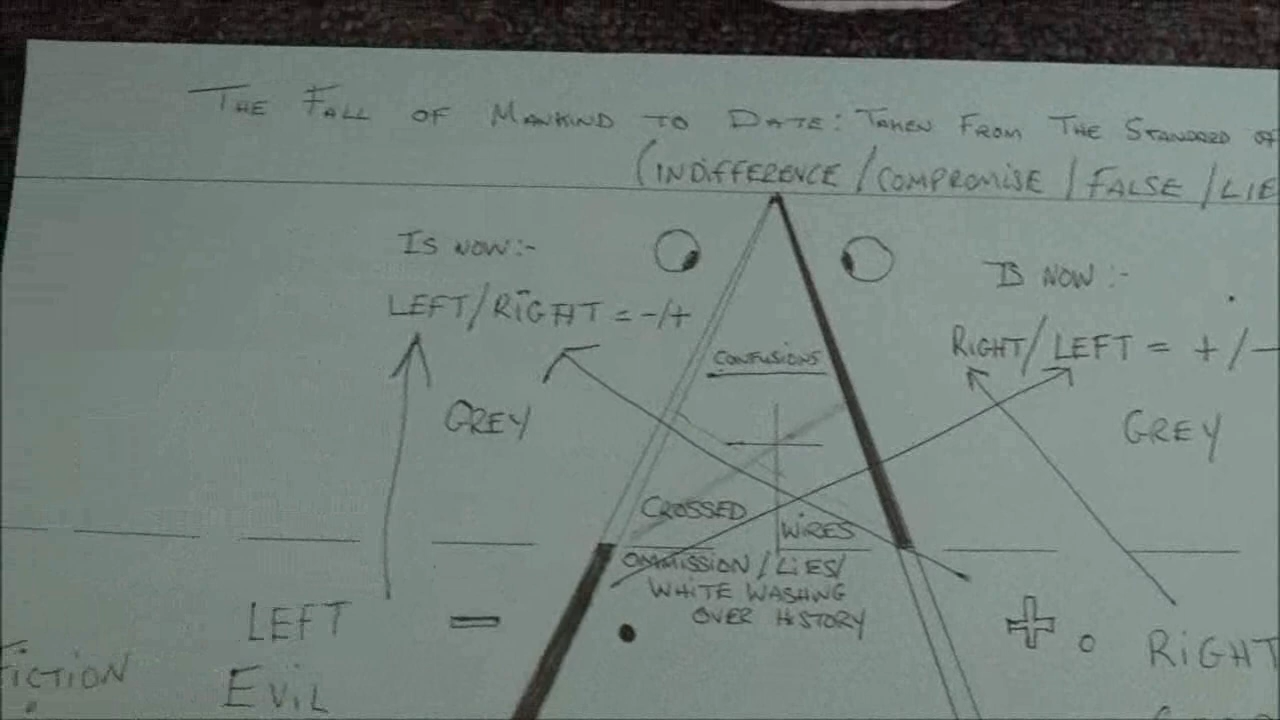 THE FALL OF MANKIND TO DATE: TAKEN FROM THE STANDARD OF
(INDIFFERENCE / COMPROMISE / FALSE / LIE
IS NOW:-
IS NOW:-
LEFT/RIGHT = -/+
RIGHT/LEFT = +/-
CONFUSIONS
GREY
GREY
CROSSED WIRES
OMMISSION/LIES/
WHITE WASHNG
OVER HISTORY
LEFT -
+ RIGHT
FICTION
EVIL